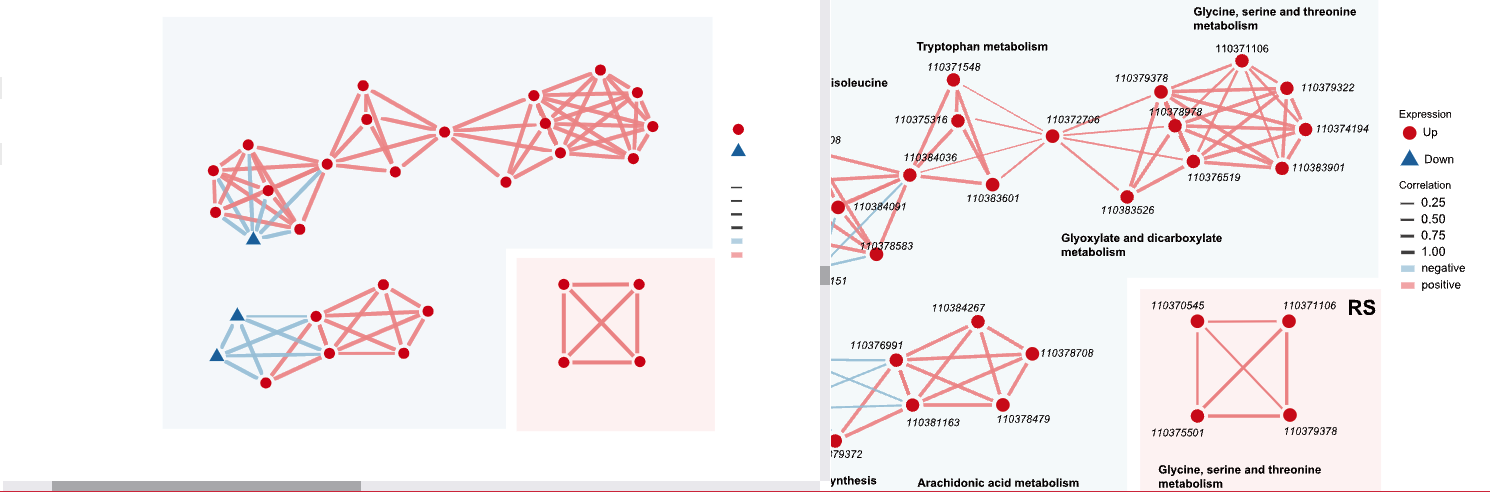 Glycine, serine and threonine
metabolism
Tryptophan metabolism
110371106
110371548
isoleucine
110379378
110379322
110375316
110378978
110372706
110374194
08
110384036
110383901
110376519
110383601
110384091
110383526
110378583
Glyoxylate and dicarboxylate
metabolism
151
Expression
Up
Down
Correlation
0.25
0.50
0.75
1.00
negative
positive
110384267
110376991
110378708
110378479
110381163
379372
ynthesis
Arachidonic acid metabolism
110370545
110371106
RS
110375501
110379378
Glycine, serine and threonine
metabolism